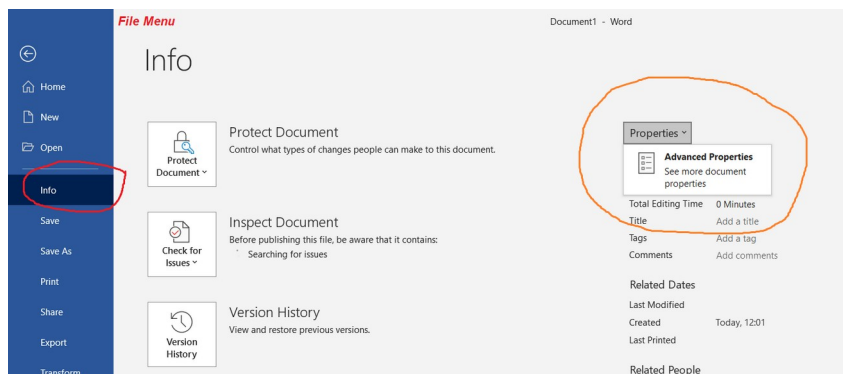 File Menu
Document1 - Word
Info
Home
New
Open
Info
Save
Save As
Print
Share
Export
Transform
Protect Document ˅
Protect Document
Control what types of changes people can make to this document.
Check for Issues ˅
Inspect Document
Before publishing this file, be aware that it contains:
Searching for issues
Version History
Version History
View and restore previous versions.
Properties ˅
Advanced Properties
See more document
properties
Total Editing Time 0 Minutes
Title Add a title
Tags Add a tag
Comments Add comments
Related Dates
Last Modified
Created Today, 12:01
Last Printed
Related People